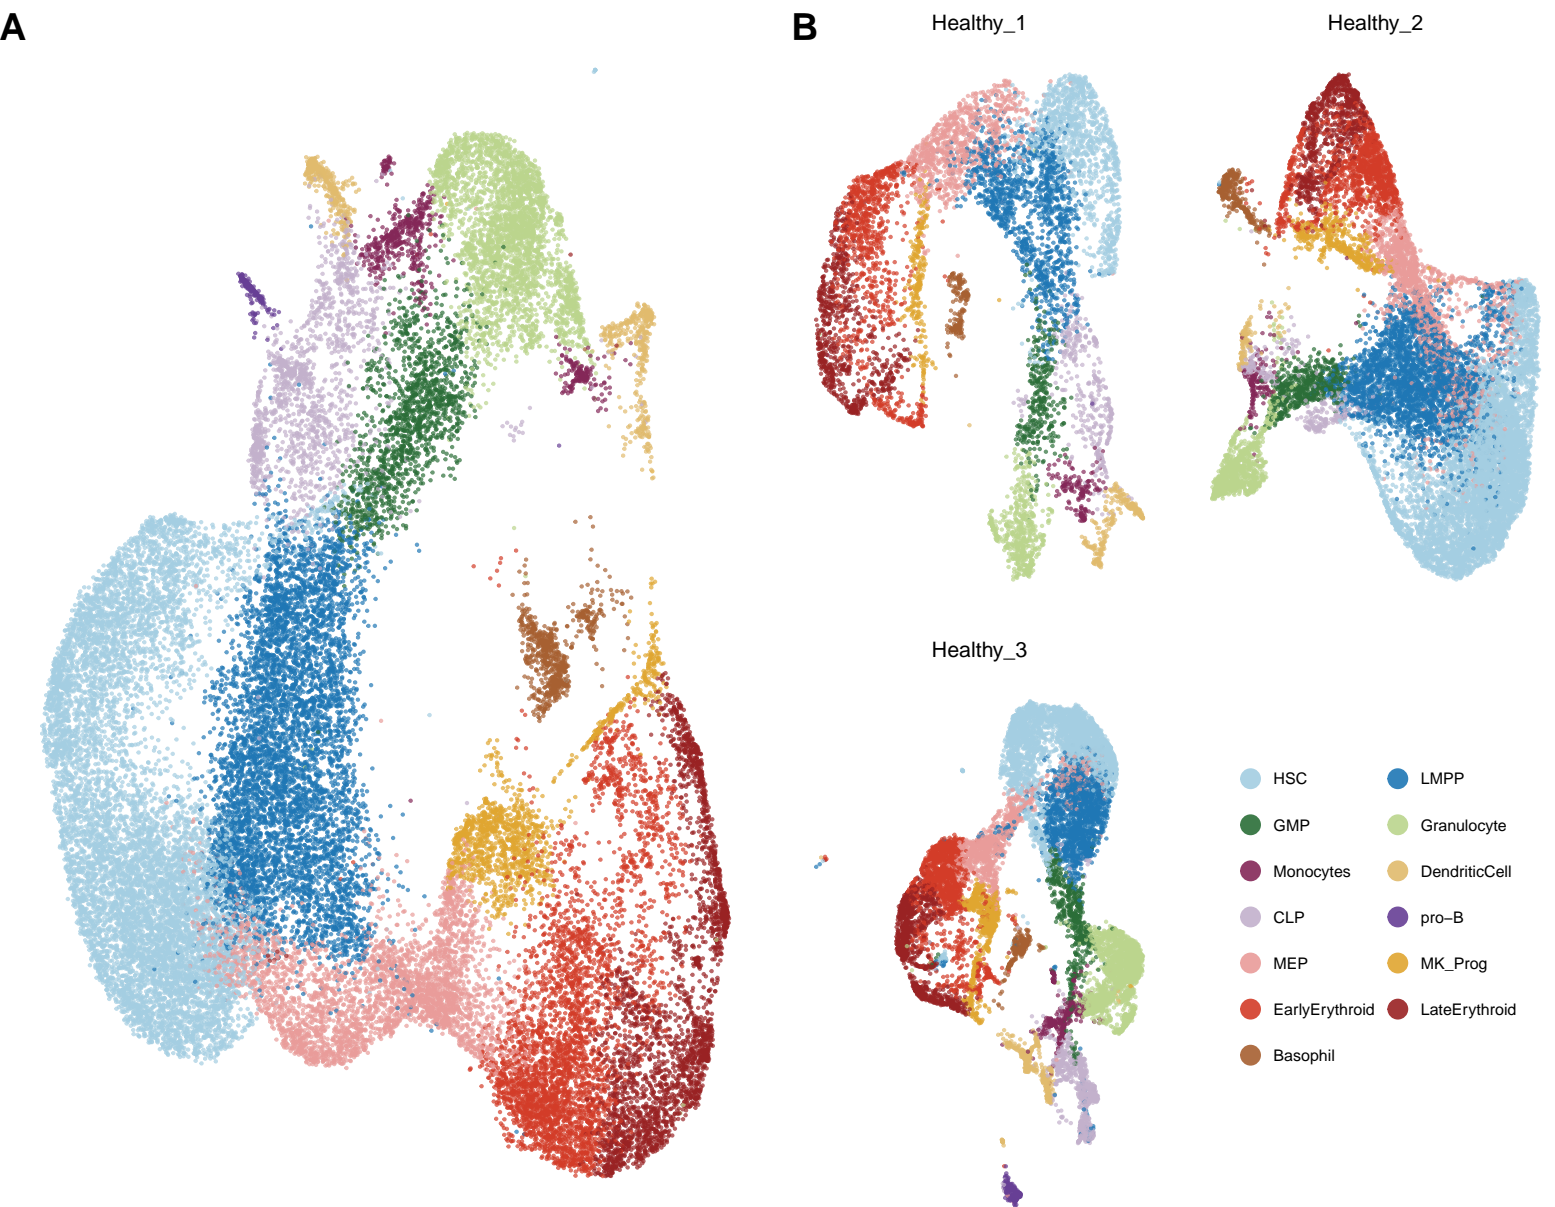 A
B
Healthy_1
Healthy_2
Healthy_3
HSC
LMPP
GMP
Granulocyte
Monocytes
DendriticCell
CLP
pro−B
MEP
MK_Prog
EarlyErythroid
LateErythroid
Basophil